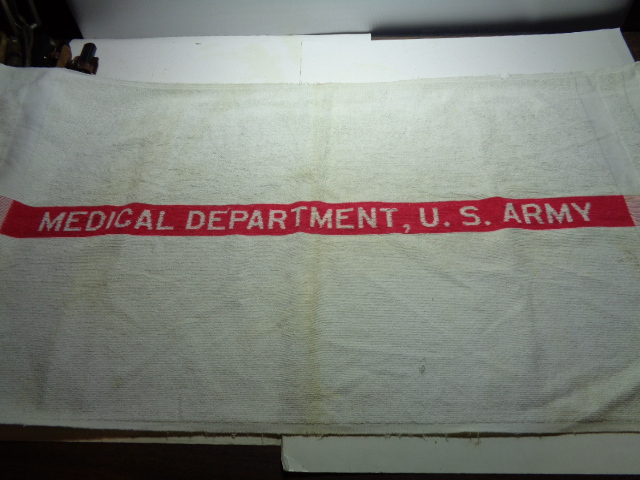 MEDICAL DEPARTMENT, U. S. ARMY